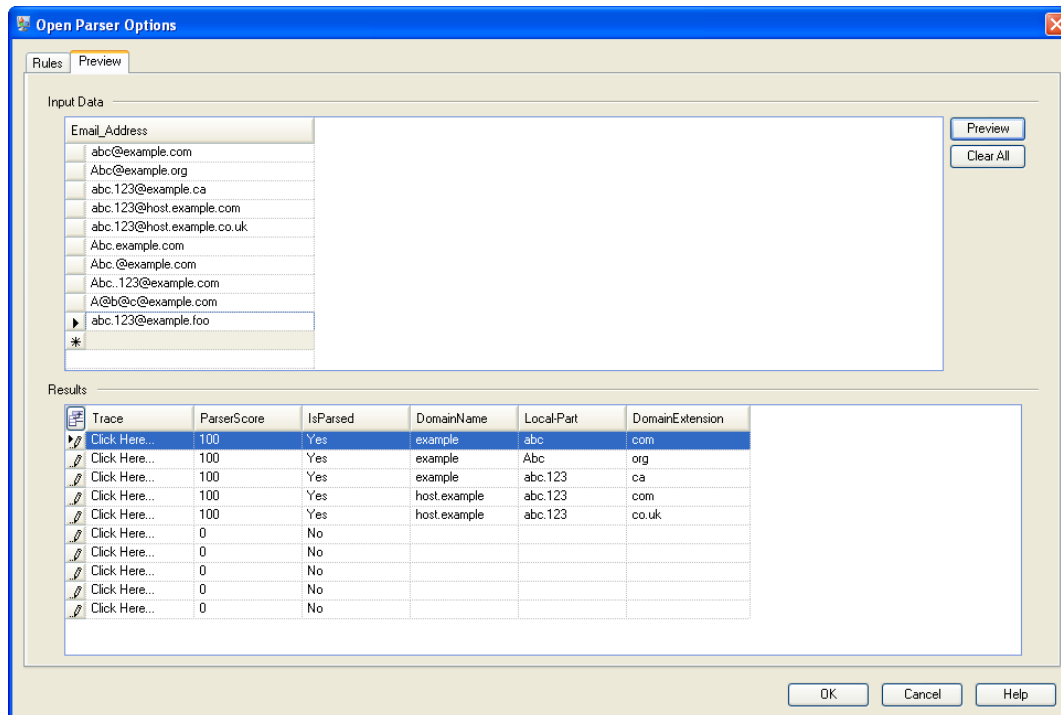 Open Parser Options
Rules Preview
Input Data
Email_Address
Preview
abc@example.com
Clear All
Abc@example.org
abc.123@example.ca
abc.123@host.example.com
abc.123@host.example.co.uk
Abc.example.com
Abc.@example.com
Abc..123@example.com
A@b@c@example.com
abc.123@example.foo
Results
Trace ParserScore IsParsed DomainName Local-Part DomainExtension
Click Here... 100 Yes example abc com
Click Here... 100 Yes example Abc org
Click Here... 100 Yes example abc.123 ca
Click Here... 100 Yes host.example abc.123 com
Click Here... 100 Yes host.example abc.123 co.uk
Click Here... 0 No
Click Here... 0 No
Click Here... 0 No
Click Here... 0 No
Click Here... 0 No
OK Cancel Help